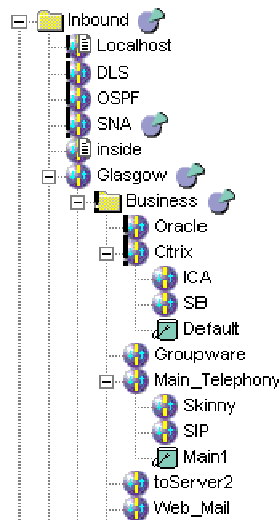 Inbound
Localhost
DLS
OSPF
SNA
inside
Glasgow
Business
Oracle
Citrix
ICA
SB
Default
Groupware
Main_Telephony
Skinny
SIP
Main1
toServer2
Web_Mail